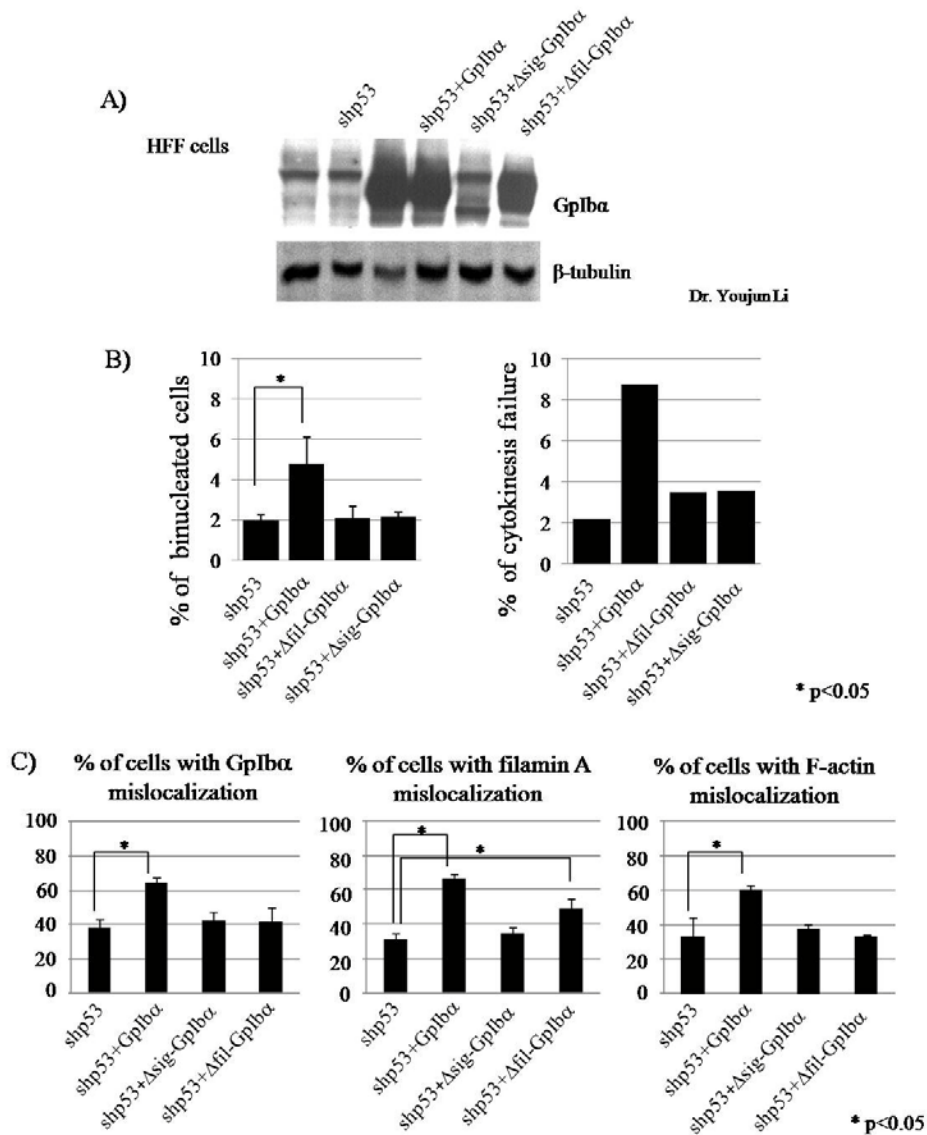 A)
HFF cells
shp53
shp53+GpIbα
shp53+Δsig-GpIbα
shp53+Δfil-GpIbα
GpIbα
β-tubulin
Dr. Youjun Li
B)
% of binucleated cells
10
8
6
4
2
0
*
shp53
shp53+GpIbα
shp53+Δfil-GpIbα
shp53+Δsig-GpIbα
% of cytokinesis failure
10
8
6
4
2
0
shp53
shp53+GpIbα
shp53+Δfil-GpIbα
shp53+Δsig-GpIbα
* p<0.05
C)
% of cells with GpIbα
mislocalization
100
80
60
40
20
0
*
shp53
shp53+GpIbα
shp53+Δsig-GpIbα
shp53+Δfil-GpIbα
% of cells with filamin A
mislocalization
100
80
60
40
20
0
*
*
shp53
shp53+GpIbα
shp53+Δsig-GpIbα
shp53+Δfil-GpIbα
% of cells with F-actin
mislocalization
100
80
60
40
20
0
*
shp53
shp53+GpIbα
shp53+Δsig-GpIbα
shp53+Δfil-GpIbα
* p<0.05